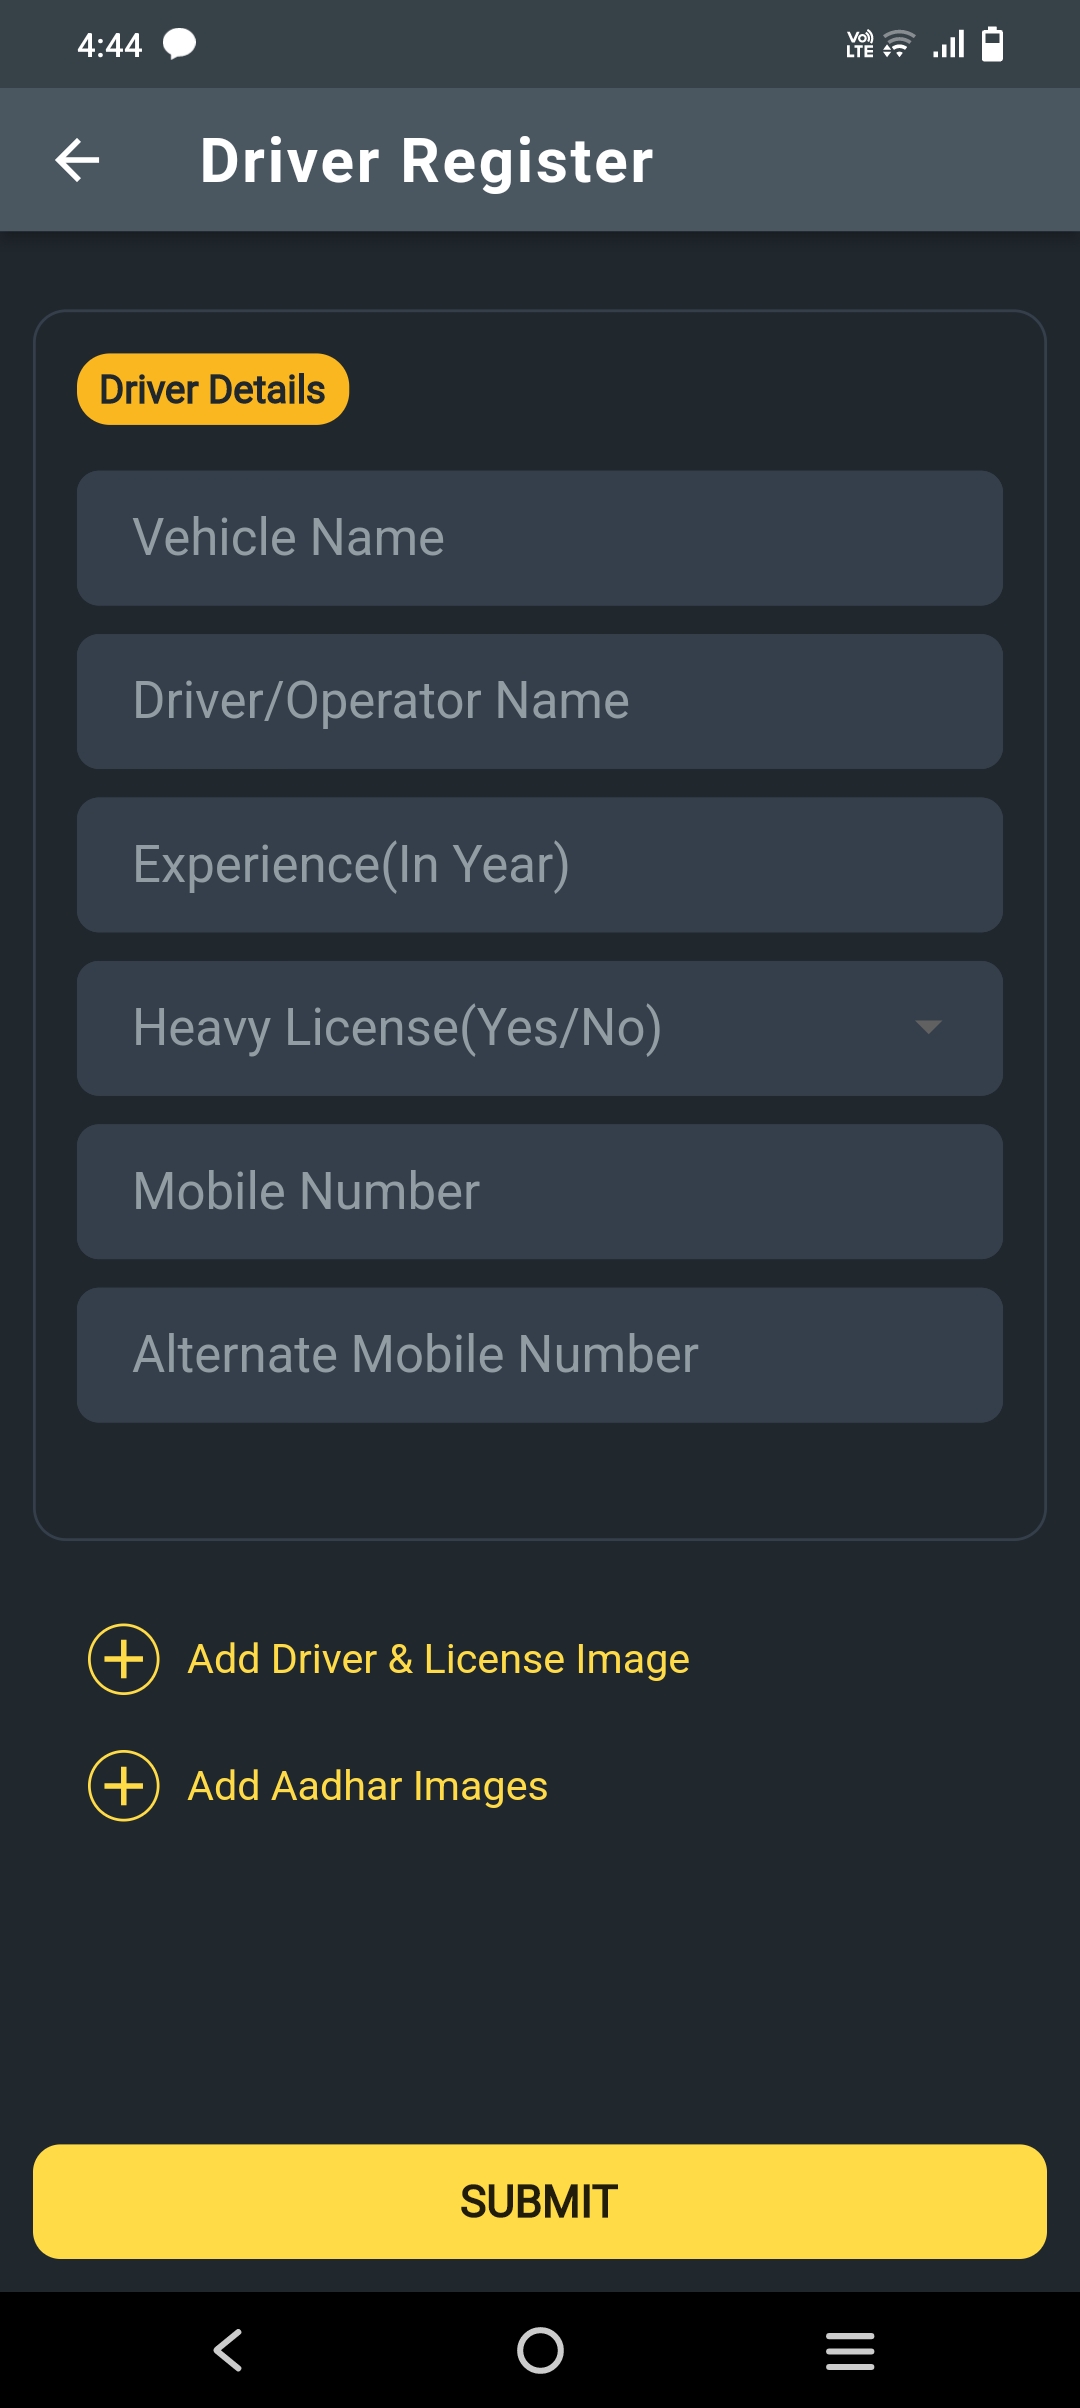 4:44
Vo) LTE
Driver Register
Driver Details
Vehicle Name
Driver/Operator Name
Experience(In Year)
Heavy License(Yes/No)
Mobile Number
Alternate Mobile Number
Add Driver & License Image
Add Aadhar Images
SUBMIT